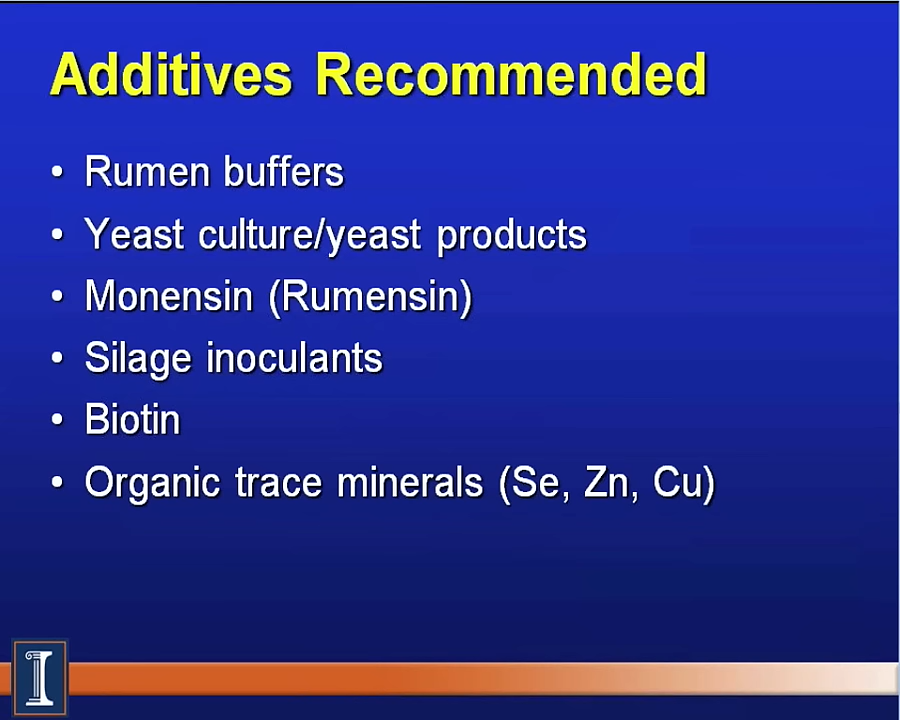 Additives Recommended
• Rumen buffers
• Yeast culture/yeast products
• Monensin (Rumensin)
• Silage inoculants
• Biotin
• Organic trace minerals (Se, Zn, Cu)
I